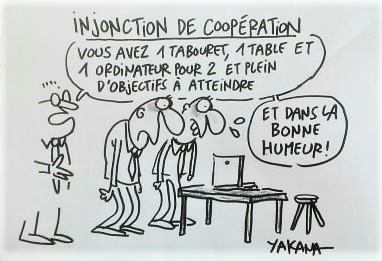 INJONCTION DE COOPÉRATION
VOUS AVEZ 1 TABOURET, 1 TABLE ET
1 ORDINATEUR POUR 2 ET PLEIN
D'OBJECTIFS À ATTEINDRE
ET DANS LA
BONNE
HUMEUR!
YAKANA